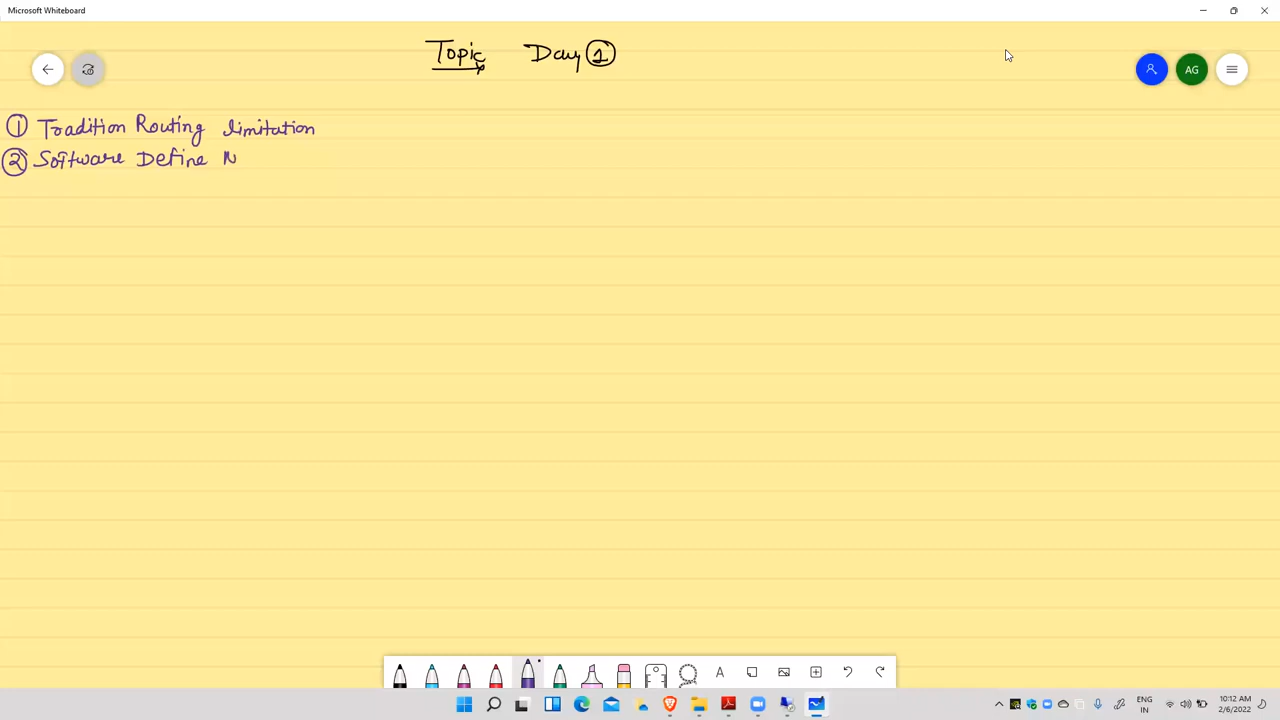 Microsoft Whiteboard
Topic Day 1
AG
1 Tradition Routing limitation
2 Software Define N
A
ENG
IN
10:12 AM
2/6/2022